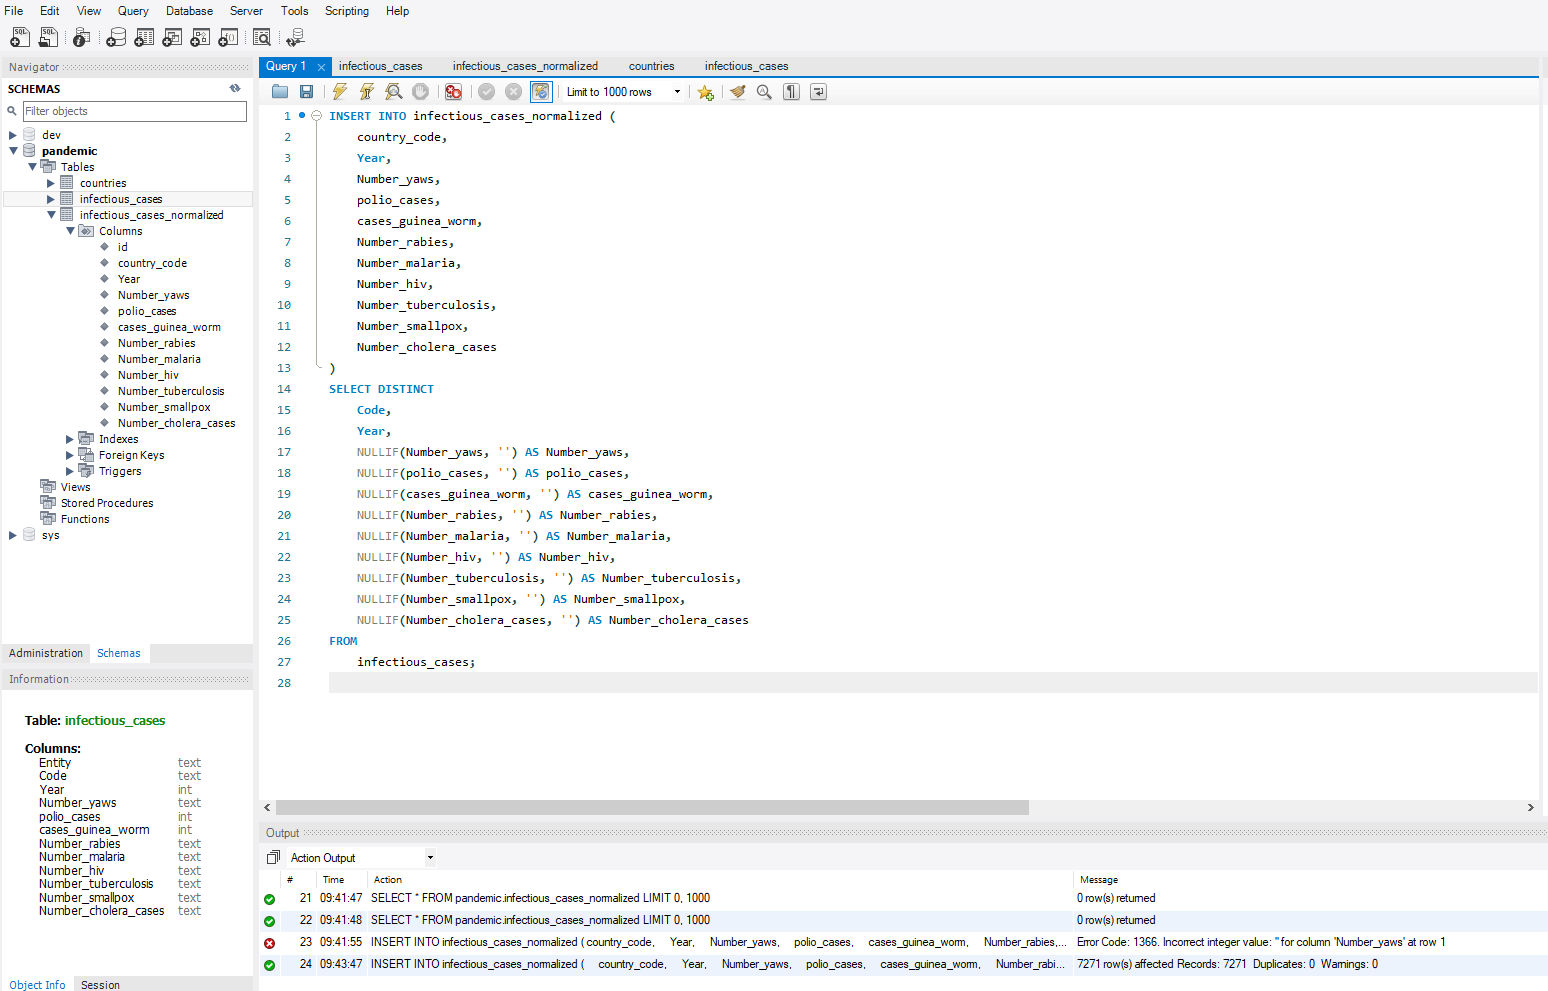 File Edit View Query Database Server Tools Scripting Help
Navigator
SCHEMAS
Filter objects
dev
pandemic
Tables
countries
infectious_cases
infectious_cases_normalized
Columns
id
country_code
Year
Number_yaws
polio_cases
cases_guinea_worm
Number_rabies
Number_malaria
Number_hiv
Number_tuberculosis
Number_smallpox
Number_cholera_cases
Indexes
Foreign Keys
Triggers
Views
Stored Procedures
Functions
sys
Administration Schemas
Information
Table: infectious_cases
Columns:
Entity text
Code text
Year int
Number_yaws text
polio_cases int
cases_guinea_worm int
Number_rabies text
Number_malaria text
Number_hiv text
Number_tuberculosis text
Number_smallpox text
Number_cholera_cases text
Object Info Session
Query 1 infectious_cases infectious_cases_normalized countries infectious_cases
Limit to 1000 rows
1 INSERT INTO infectious_cases_normalized (
2 country_code,
3 Year,
4 Number_yaws,
5 polio_cases,
6 cases_guinea_worm,
7 Number_rabies,
8 Number_malaria,
9 Number_hiv,
10 Number_tuberculosis,
11 Number_smallpox,
12 Number_cholera_cases
13 )
14 SELECT DISTINCT
15 Code,
16 Year,
17 NULLIF(Number_yaws, '') AS Number_yaws,
18 NULLIF(polio_cases, '') AS polio_cases,
19 NULLIF(cases_guinea_worm, '') AS cases_guinea_worm,
20 NULLIF(Number_rabies, '') AS Number_rabies,
21 NULLIF(Number_malaria, '') AS Number_malaria,
22 NULLIF(Number_hiv, '') AS Number_hiv,
23 NULLIF(Number_tuberculosis, '') AS Number_tuberculosis,
24 NULLIF(Number_smallpox, '') AS Number_smallpox,
25 NULLIF(Number_cholera_cases, '') AS Number_cholera_cases
26 FROM
27 infectious_cases;
28
Output
Action Output
# Time Action Message
21 09:41:47 SELECT * FROM pandemic.infectious_cases_normalized LIMIT 0, 1000 0 row(s) returned
22 09:41:48 SELECT * FROM pandemic.infectious_cases_normalized LIMIT 0, 1000 0 row(s) returned
23 09:41:55 INSERT INTO infectious_cases_normalized ( country_code, Year, Number_yaws, polio_cases, cases_guinea_worm, Number_rabies,... Error Code: 1366. Incorrect integer value: '' for column 'Number_yaws' at row 1
24 09:43:47 INSERT INTO infectious_cases_normalized ( country_code, Year, Number_yaws, polio_cases, cases_guinea_worm, Number_rabi... 7271 row(s) affected Records: 7271 Duplicates: 0 Warnings: 0